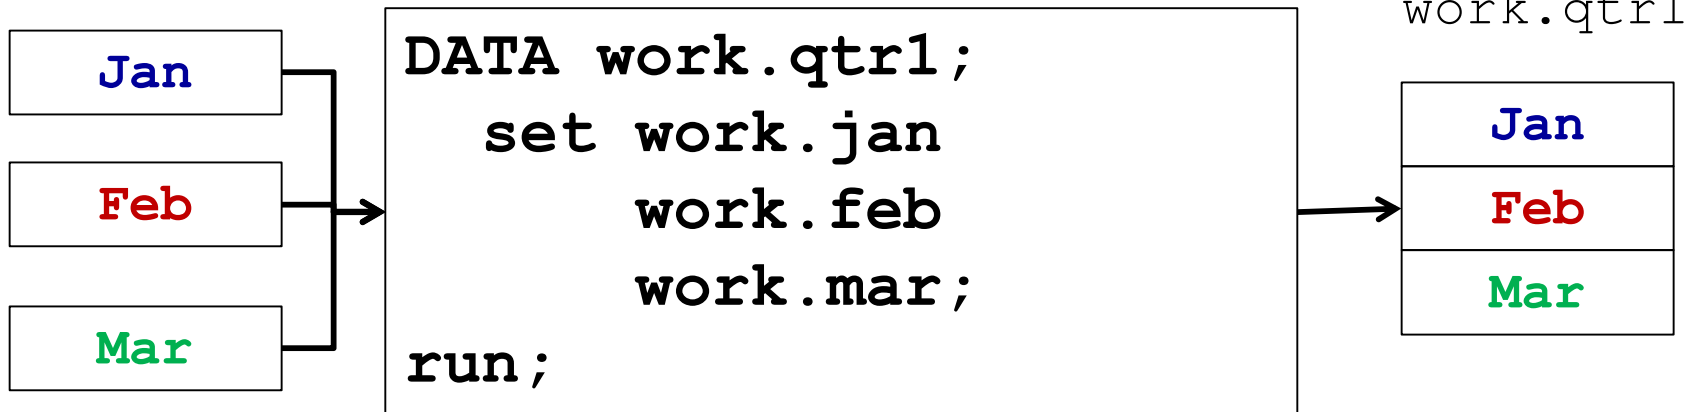 Jan
Feb
Mar
DATA work.qtr1;
set work.jan
work.feb
work.mar;
run;
work.qtr1
Jan
Feb
Mar